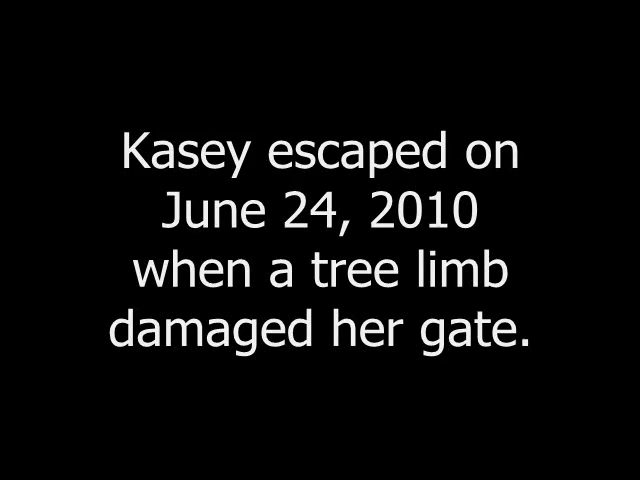 Kasey escaped on
June 24, 2010
when a tree limb
damaged her gate.